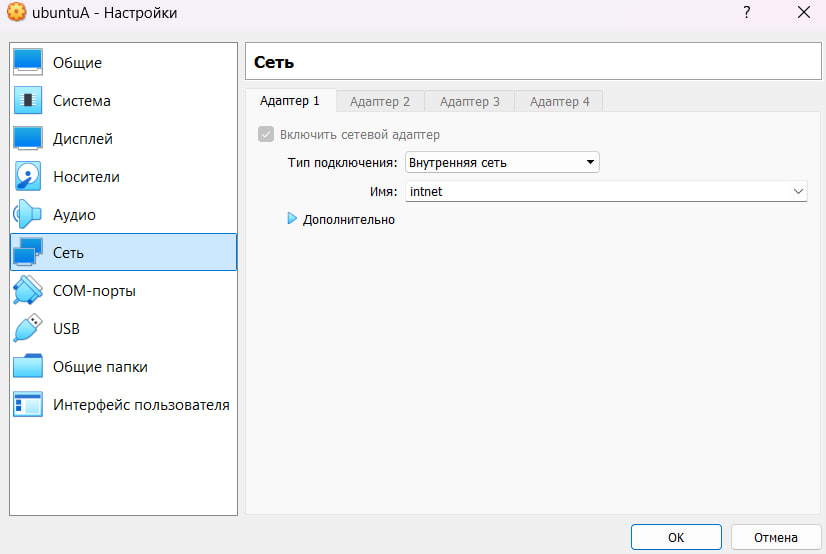 ubuntuA - Настройки
?
Общие
Система
Дисплей
Носители
Аудио
Сеть
COM-порты
USB
Общие папки
Интерфейс пользователя
Сеть
Адаптер 1
Адаптер 2
Адаптер 3
Адаптер 4
Включить сетевой адаптер
Тип подключения: Внутренняя сеть
Имя: intnet
Дополнительно
OK
Отмена